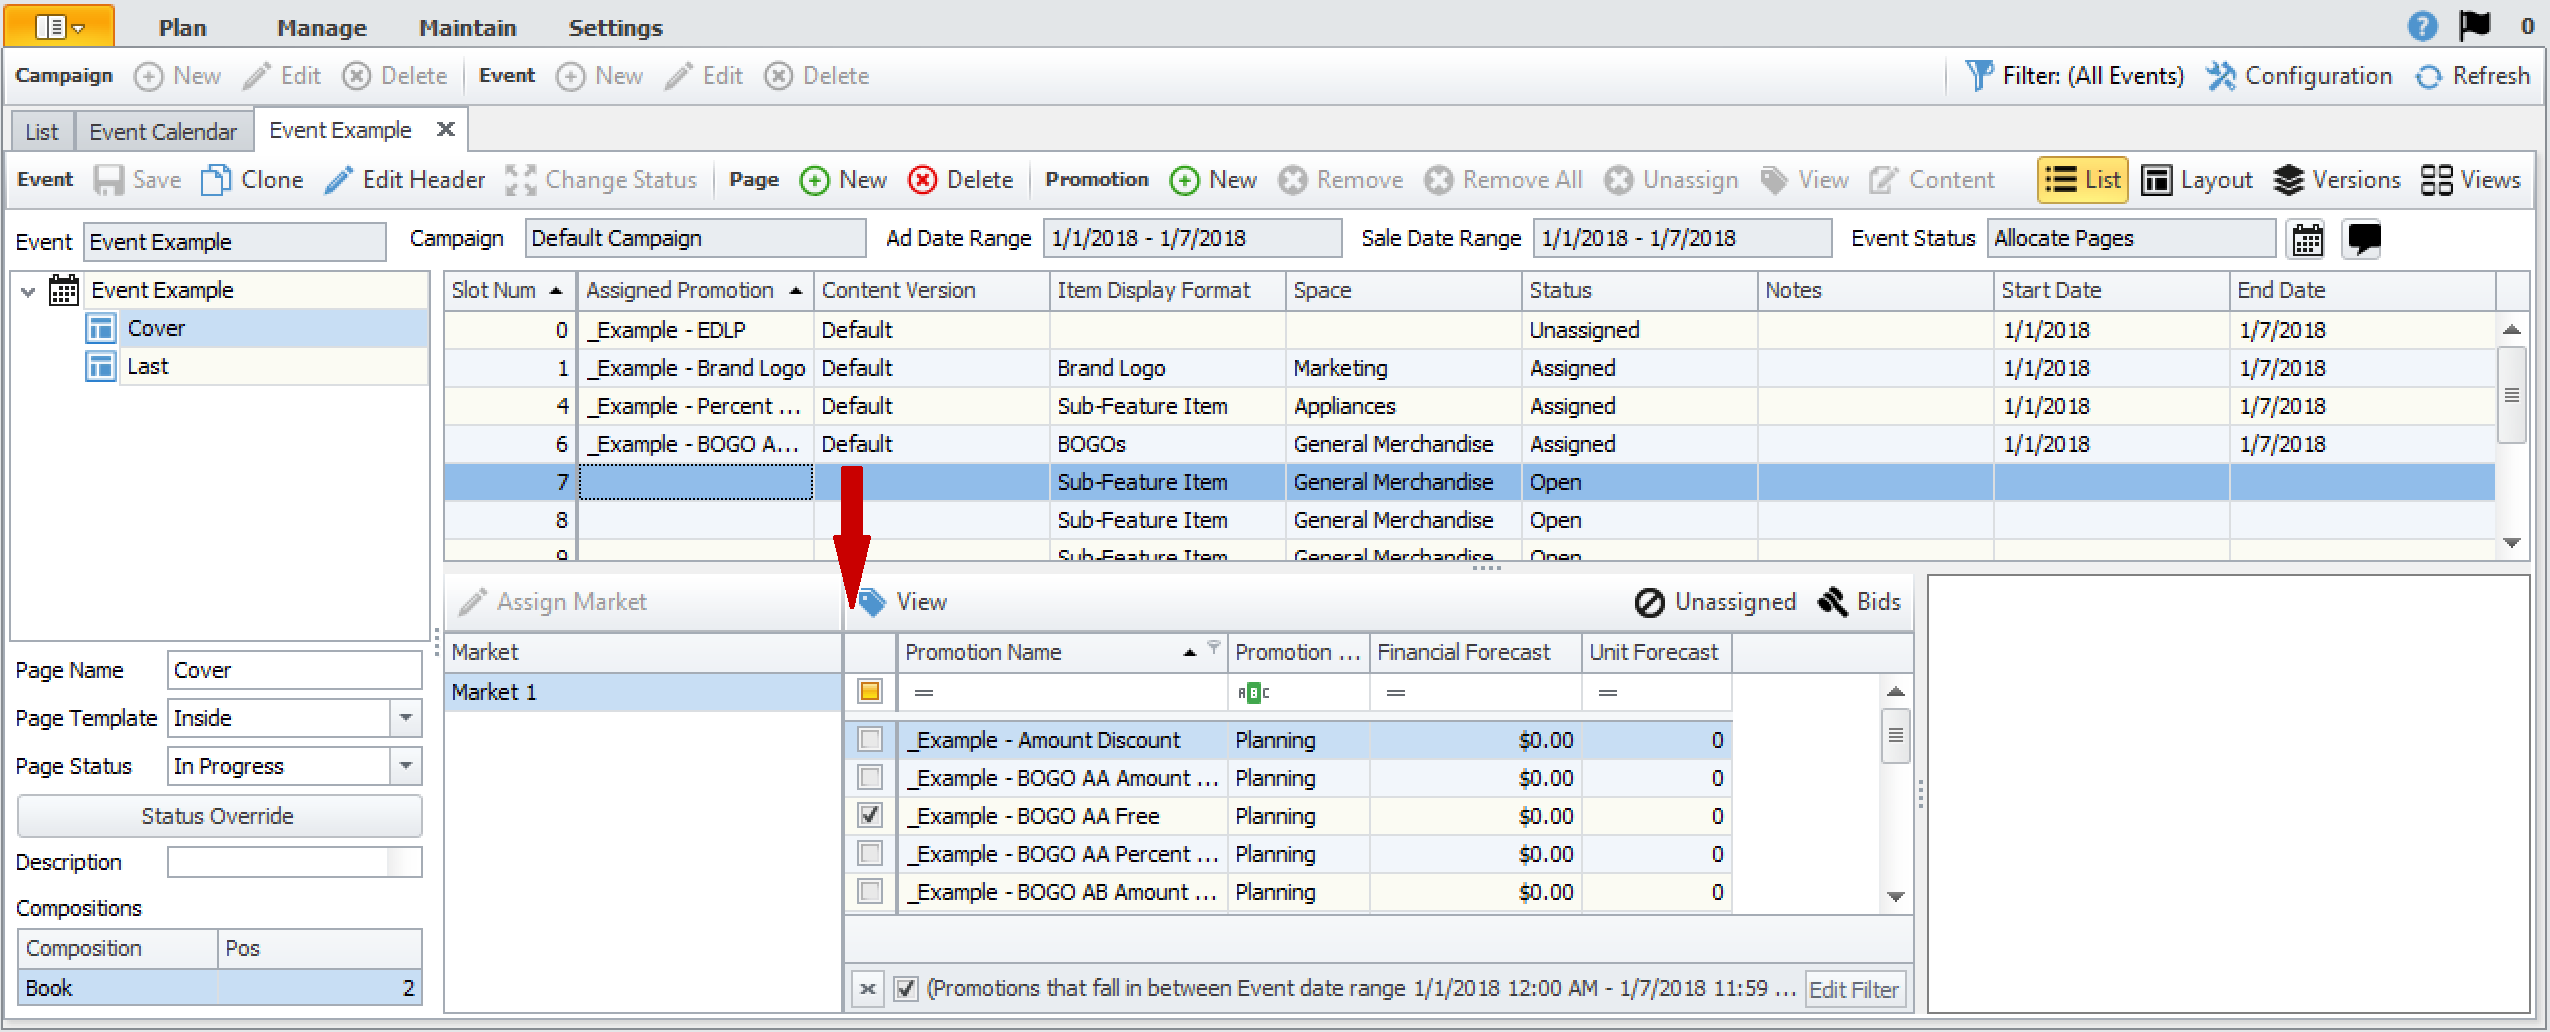 Plan Manage Maintain Settings 0
Campaign New Edit Delete Event New Edit Delete Filter: (All Events) Configuration Refresh
List Event Calendar Event Example
Event Save Clone Edit Header Change Status Page New Delete Promotion New Remove Remove All Unassign View Content List Layout Versions Views
Event Event Example Campaign Default Campaign Ad Date Range 1/1/2018 - 1/7/2018 Sale Date Range 1/1/2018 - 1/7/2018 Event Status Allocate Pages
Event Example
Cover
Last
Slot Num Assigned Promotion Content Version Item Display Format Space Status Notes Start Date End Date
0 _Example - EDLP Default Unassigned 1/1/2018 1/7/2018
1 _Example - Brand Logo Default Brand Logo Marketing Assigned 1/1/2018 1/7/2018
4 _Example - Percent ... Default Sub-Feature Item Appliances Assigned 1/1/2018 1/7/2018
6 _Example - BOGO A... Default BOGOs General Merchandise Assigned 1/1/2018 1/7/2018
7 Sub-Feature Item General Merchandise Open
8 Sub-Feature Item General Merchandise Open
9 Sub-Feature Item General Merchandise Open
Page Name Cover
Page Template Inside
Page Status In Progress
Status Override
Description
Compositions
Composition Pos
Book 2
Assign Market
Market
Market 1
View Unassigned Bids
Promotion Name Promotion ... Financial Forecast Unit Forecast
= ABC = =
_Example - Amount Discount Planning $0.00 0
_Example - BOGO AA Amount ... Planning $0.00 0
_Example - BOGO AA Free Planning $0.00 0
_Example - BOGO AA Percent ... Planning $0.00 0
_Example - BOGO AB Amount ... Planning $0.00 0
(Promotions that fall in between Event date range 1/1/2018 12:00 AM - 1/7/2018 11:59 ... Edit Filter